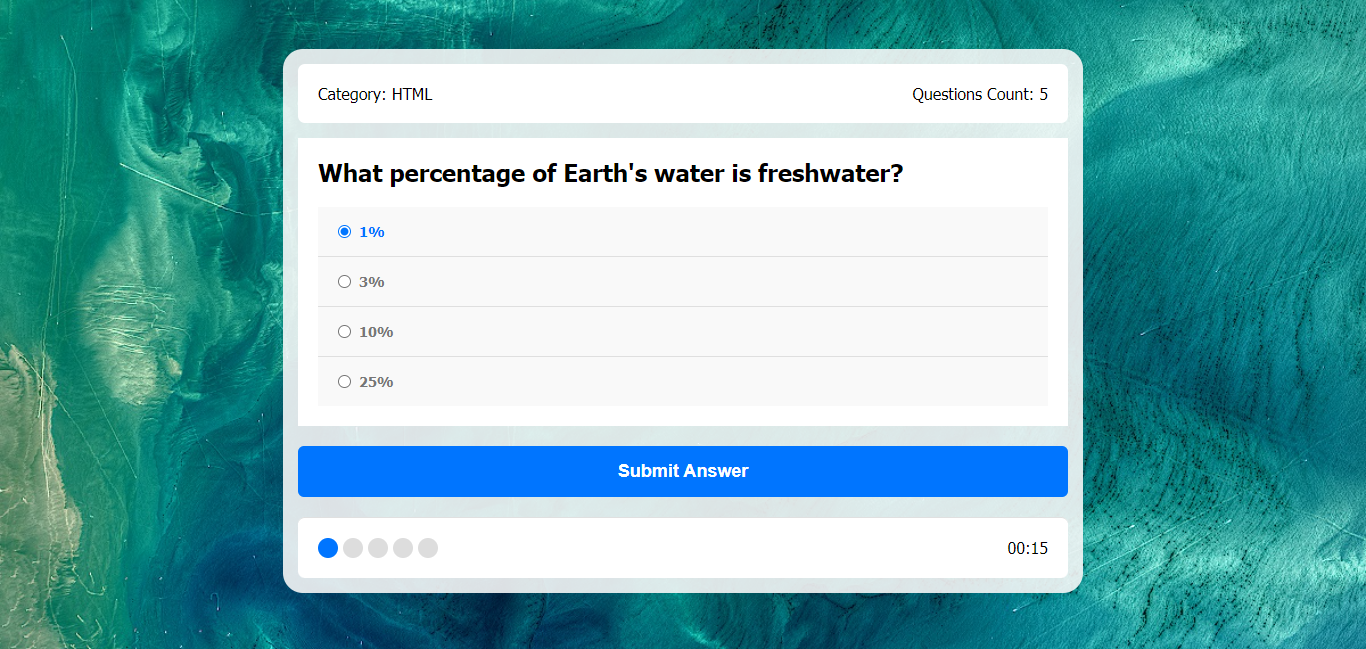 Category: HTML
Questions Count: 5
What percentage of Earth's water is freshwater?
1%
3%
10%
25%
Submit Answer
00:15